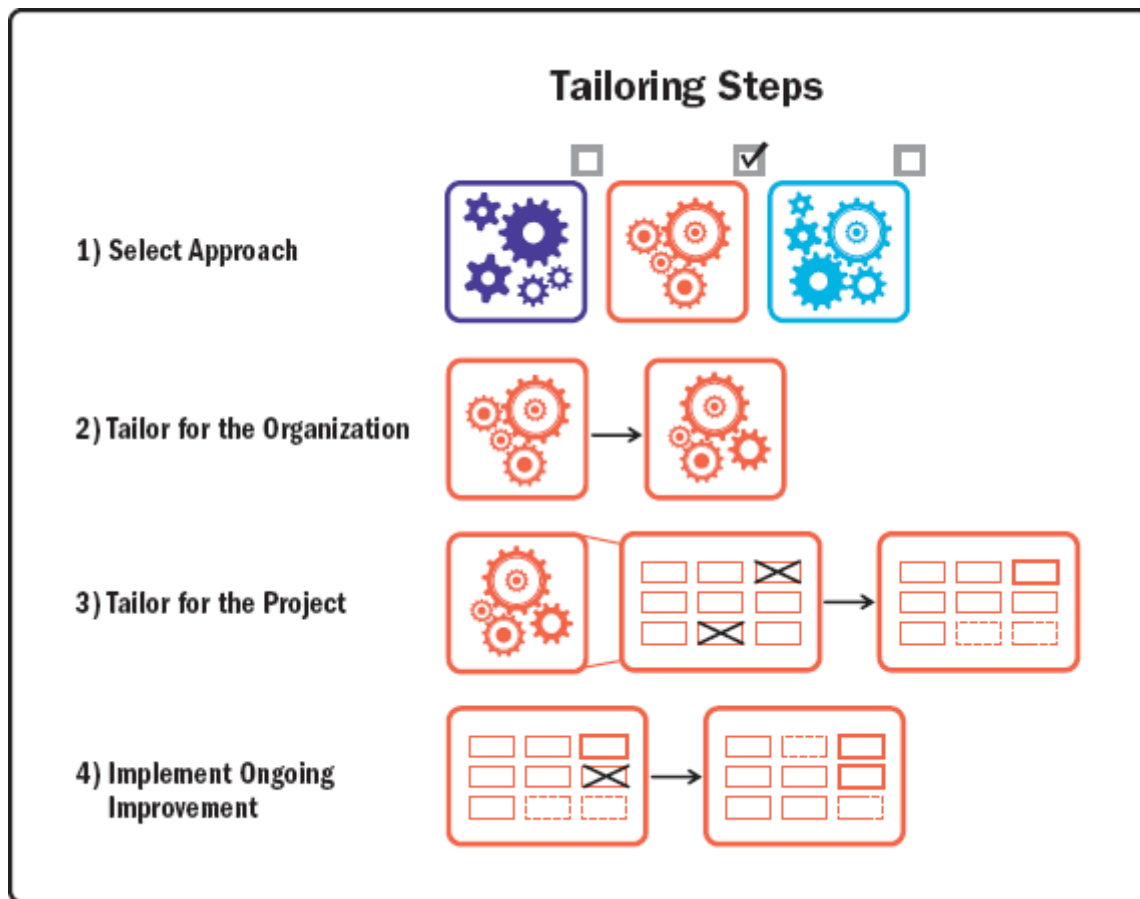 Tailoring Steps
1) Select Approach
2) Tailor for the Organization
3) Tailor for the Project
4) Implement Ongoing
Improvement